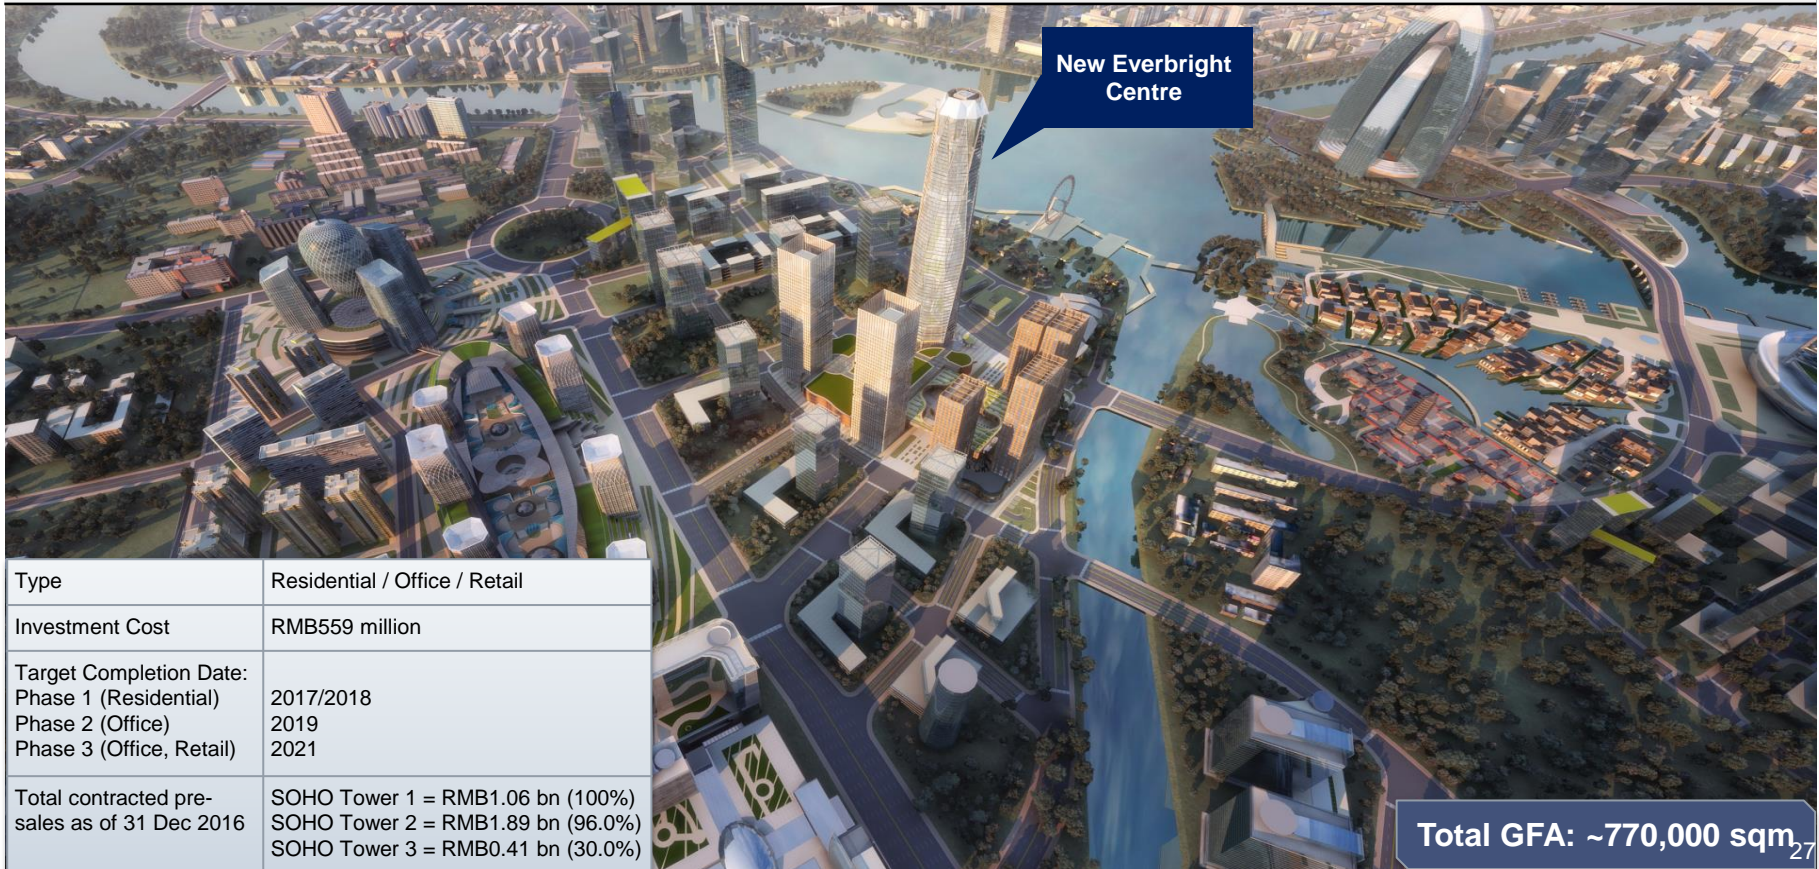 New Everbright
Centre
Type
Residential / Office / Retail
Investment Cost
RMB559 million
Target Completion Date:
Phase 1 (Residential)
2017/2018
Phase 2 (Office)
2019
Phase 3 (Office, Retail)
2021
Total contracted pre-
sales as of 31 Dec 2016
SOHO Tower 1 = RMB1.06 bn (100%)
SOHO Tower 2 = RMB1.89 bn (96.0%)
SOHO Tower 3 = RMB0.41 bn (30.0%)
Total GFA: ~770,000 sqm
27